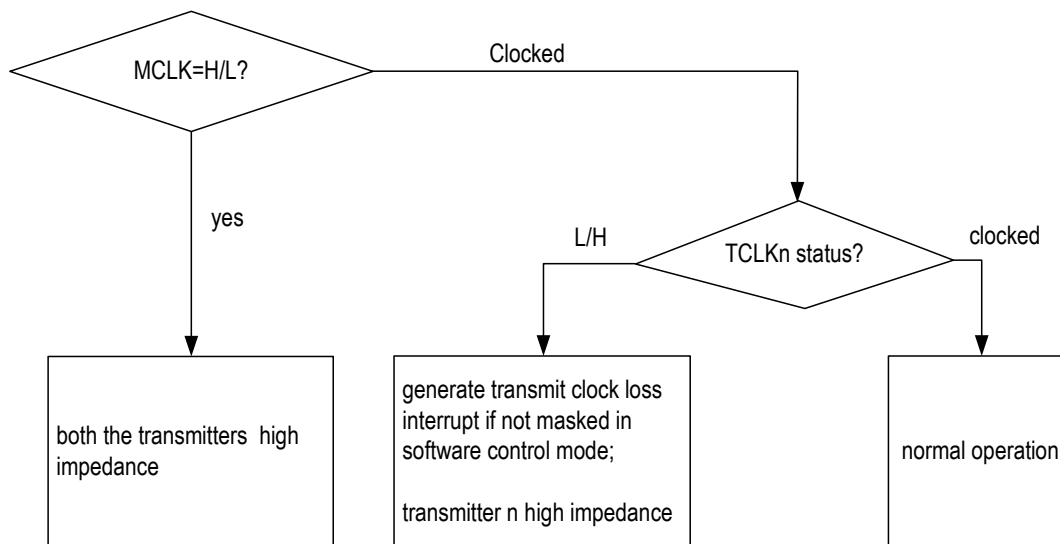 MCLK=H/L?
Clocked
yes
L/H
TCLKn status?
clocked
both the transmitters high
impedance
generate transmit clock loss
interrupt if not masked in
software control mode;
transmitter n high impedance
normal operation